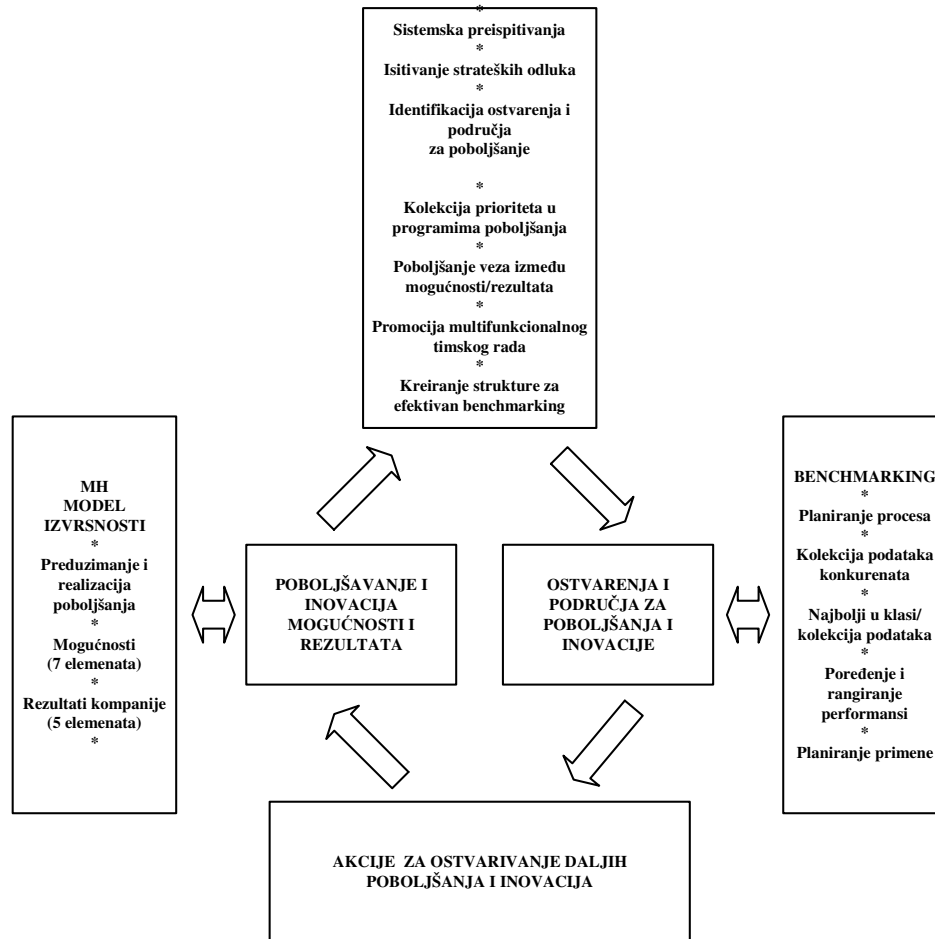 *
Sistemska preispitivanja
*
Isitivanje strateških odluka
*
Identifikacija ostvarenja i
područja
za poboljšanje
*
Kolekcija prioriteta u
programima poboljšanja
*
Poboljšanje veza između
mogućnosti/rezultata
*
Promocija multifunkcionalnog
timskog rada
*
Kreiranje strukture za
efektivan benchmarking
MH
MODEL
IZVRSNOSTI
*
Preduzimanje i
realizacija
poboljšanja
*
Mogućnosti
(7 elemenata)
*
Rezultati kompanije
(5 elemenata)
*
POBOLJŠAVANJE I
INOVACIJA
MOGUĆNOSTI I
REZULTATA
OSTVARENJA I
PODRUČJA ZA
POBOLJŠANJA I
INOVACIJE
BENCHMARKING
*
Planiranje procesa
*
Kolekcija podataka
konkurenata
*
Najbolji u klasi/
kolekcija podataka
*
Poređenje i
rangiranje
performansi
*
Planiranje primene
AKCIJE ZA OSTVARIVANJE DALJIH
POBOLJŠANJA I INOVACIJA